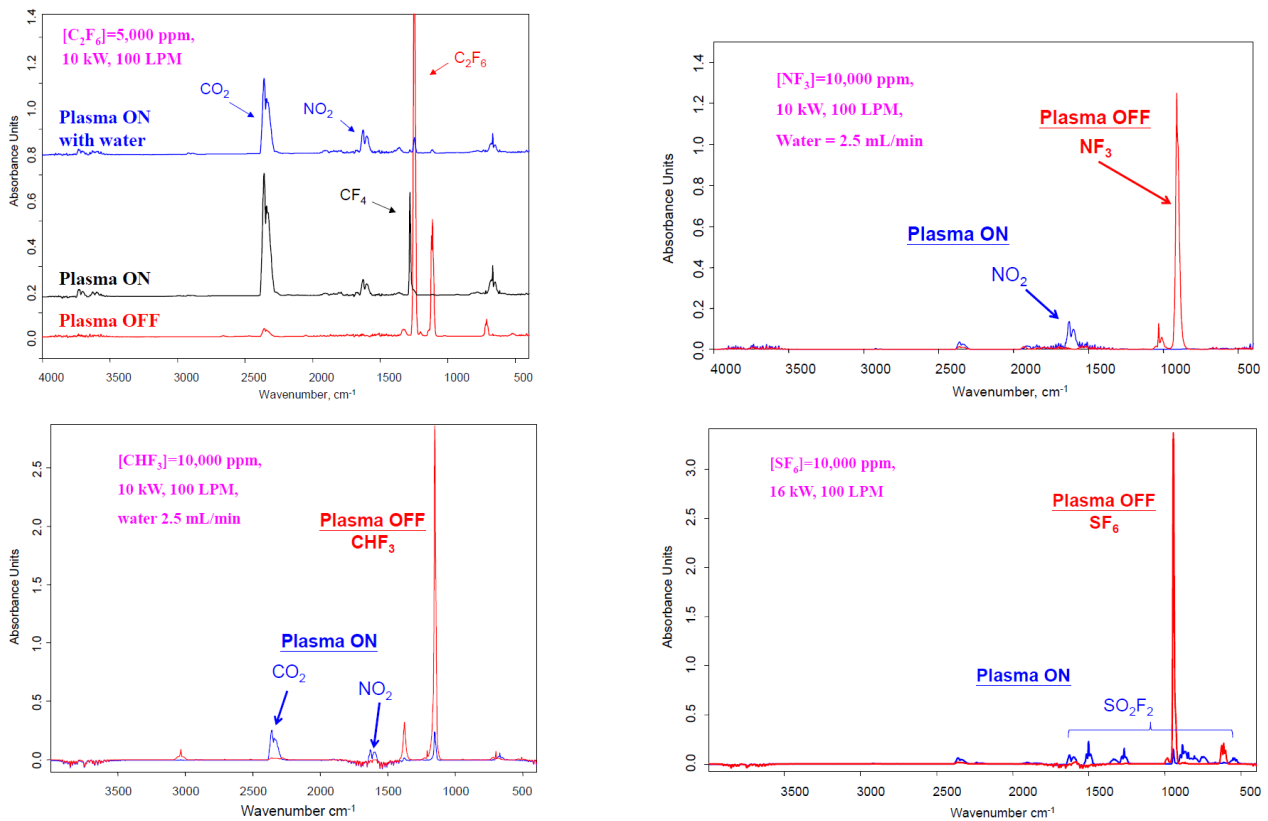 1.4
1.2
1.0
0.8
0.6
0.4
0.2
0.0
Absorbance Units
[C₂F₆]=5,000 ppm,
10 kW, 100 LPM
C₂F₆
CO₂
NO₂
Plasma ON
with water
CF₄
Plasma ON
Plasma OFF
4000
3500
3000
2500
2000
1500
1000
500
Wavenumber, cm⁻¹
1.4
1.2
1.0
0.8
0.6
0.4
0.2
0.0
Absorbance Units
[NF₃]=10,000 ppm,
10 kW, 100 LPM,
Water = 2.5 mL/min
Plasma OFF
NF₃
Plasma ON
NO₂
4000
3500
3000
2500
2000
1500
1000
500
Wavenumber, cm⁻¹
2.5
2.0
1.5
1.0
0.5
0.0
Absorbance Units
[CHF₃]=10,000 ppm,
10 kW, 100 LPM,
water 2.5 mL/min
Plasma OFF
CHF₃
Plasma ON
CO₂
NO₂
3500
3000
2500
2000
1500
1000
500
Wavenumber cm⁻¹
3.0
2.5
2.0
1.5
1.0
0.5
0.0
Absorbance Units
[SF₆]=10,000 ppm,
16 kW, 100 LPM
Plasma OFF
SF₆
Plasma ON
SO₂F₂
3500
3000
2500
2000
1500
1000
500
Wavenumber cm⁻¹